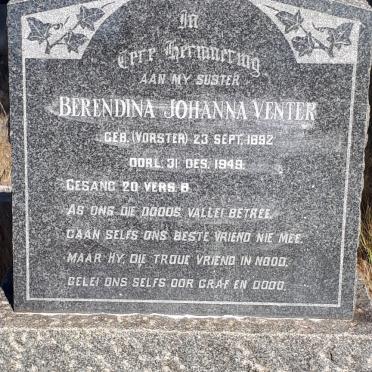 In
Tere Herinnering
AAN MY SUSTER
BERENDINA JOHANNA VENTER
GEB. (VORSTER) 23 SEPT. 1892
OORL. 31 DES. 1949.
GESANG 20 VERS 8
AS ONS DIE DOODS VALLEI BETREE,
GAAN SELFS ONS BESTE VRIEND NIE MEE.
MAAR HY, DIE TROUE VRIEND IN NOOD,
GELEI ONS SELFS OOR GRAF EN DOOD.